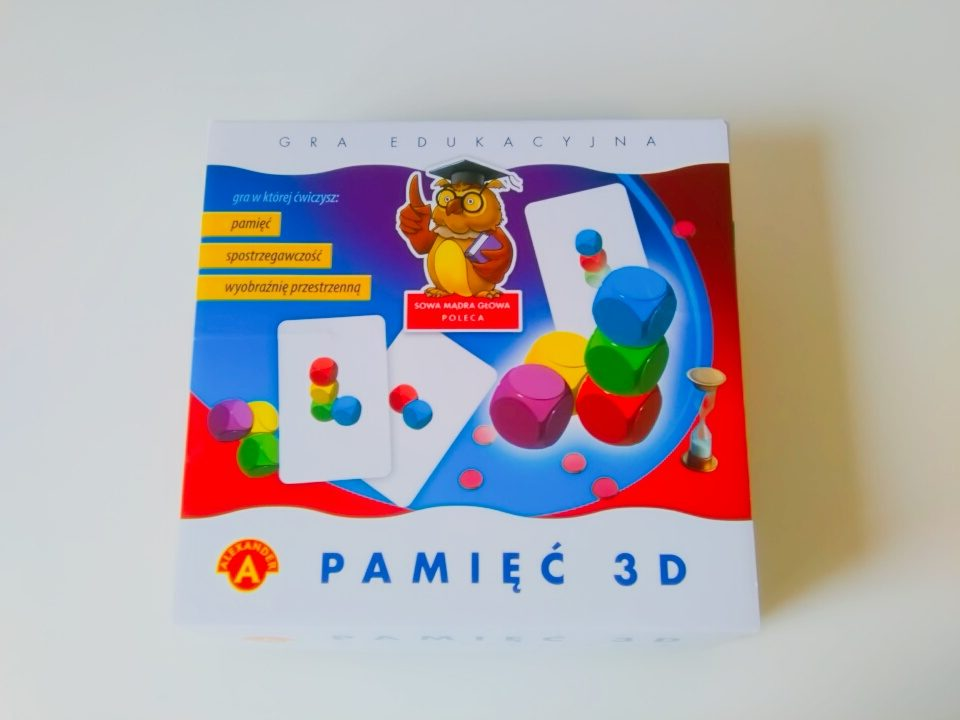 GRA EDUKACYJNA
gra w której ćwiczysz:
pamięć
spostrzegawczość
wyobraźnię przestrzenną
SOWA MĄDRA GŁOWA
POLECA
ALEXANDER
A
PAMIĘĆ 3D
PAMIĘĆ 3D